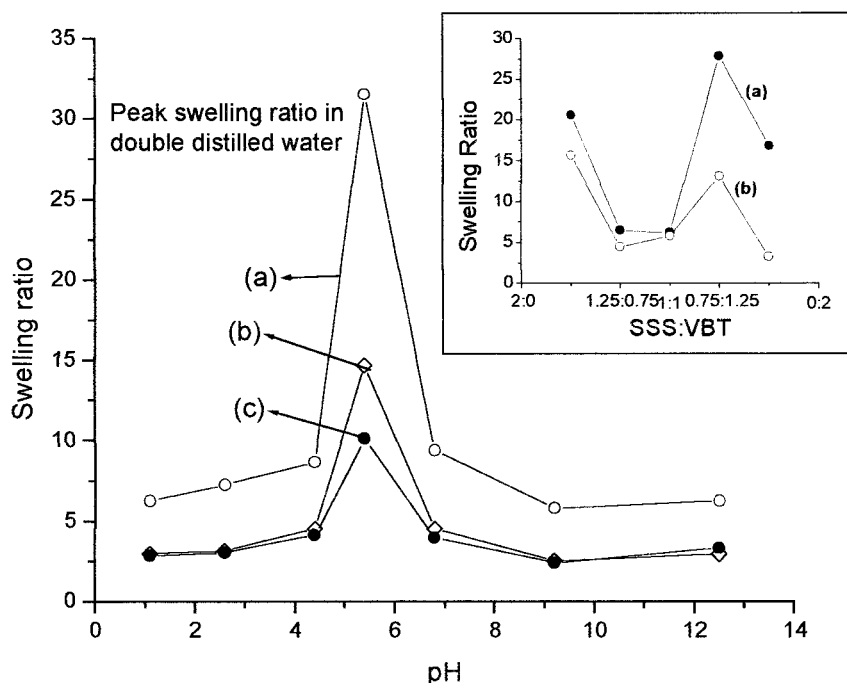 35
30
25
20
15
10
5
0
Swelling ratio
Peak swelling ratio in
double distilled water
(a)
(b)
(c)
0
2
4
6
8
10
12
14
pH
30
25
20
15
10
5
0
Swelling Ratio
(a)
(b)
2:0
1.25:0.75
1:1
0.75:1.25
0:2
SSS:VBT